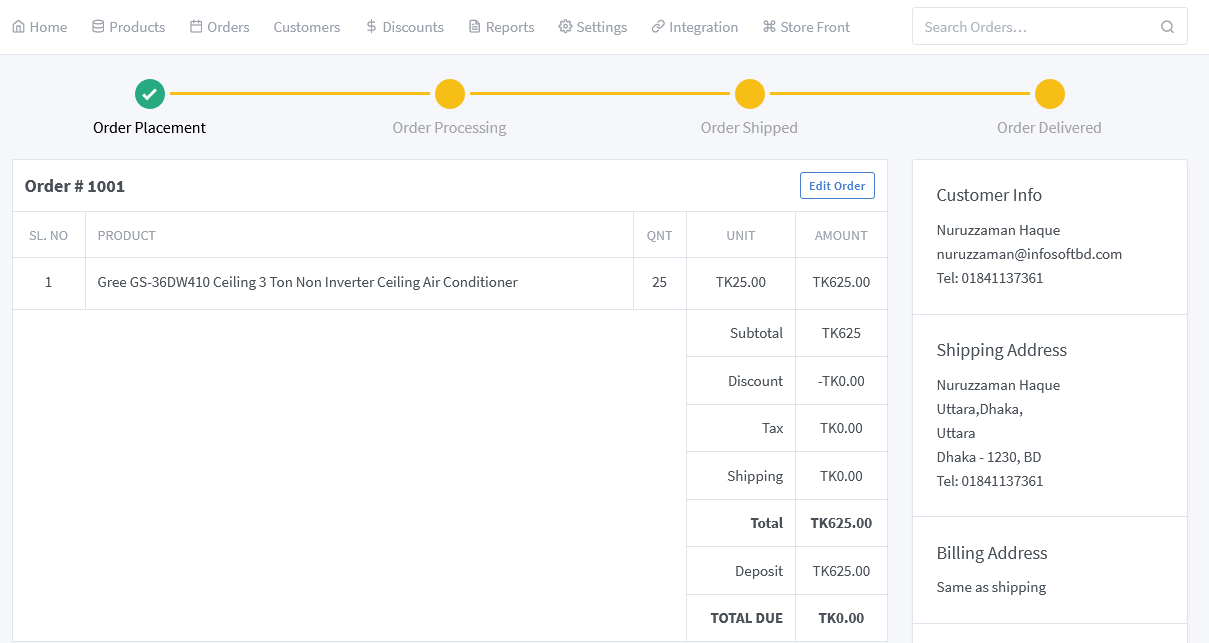 Home Products Orders Customers Discounts Reports Settings Integration Store Front Search Orders...
Order Placement Order Processing Order Shipped Order Delivered
Order # 1001 Edit Order
SL. NO PRODUCT QNT UNIT AMOUNT
1 Gree GS-36DW410 Ceiling 3 Ton Non Inverter Ceiling Air Conditioner 25 TK25.00 TK625.00
Subtotal TK625
Discount -TK0.00
Tax TK0.00
Shipping TK0.00
Total TK625.00
Deposit TK625.00
TOTAL DUE TK0.00
Customer Info
Nuruzzaman Haque
nuruzzaman@infosoftbd.com
Tel: 01841137361
Shipping Address
Nuruzzaman Haque
Uttara,Dhaka,
Uttara
Dhaka - 1230, BD
Tel: 01841137361
Billing Address
Same as shipping